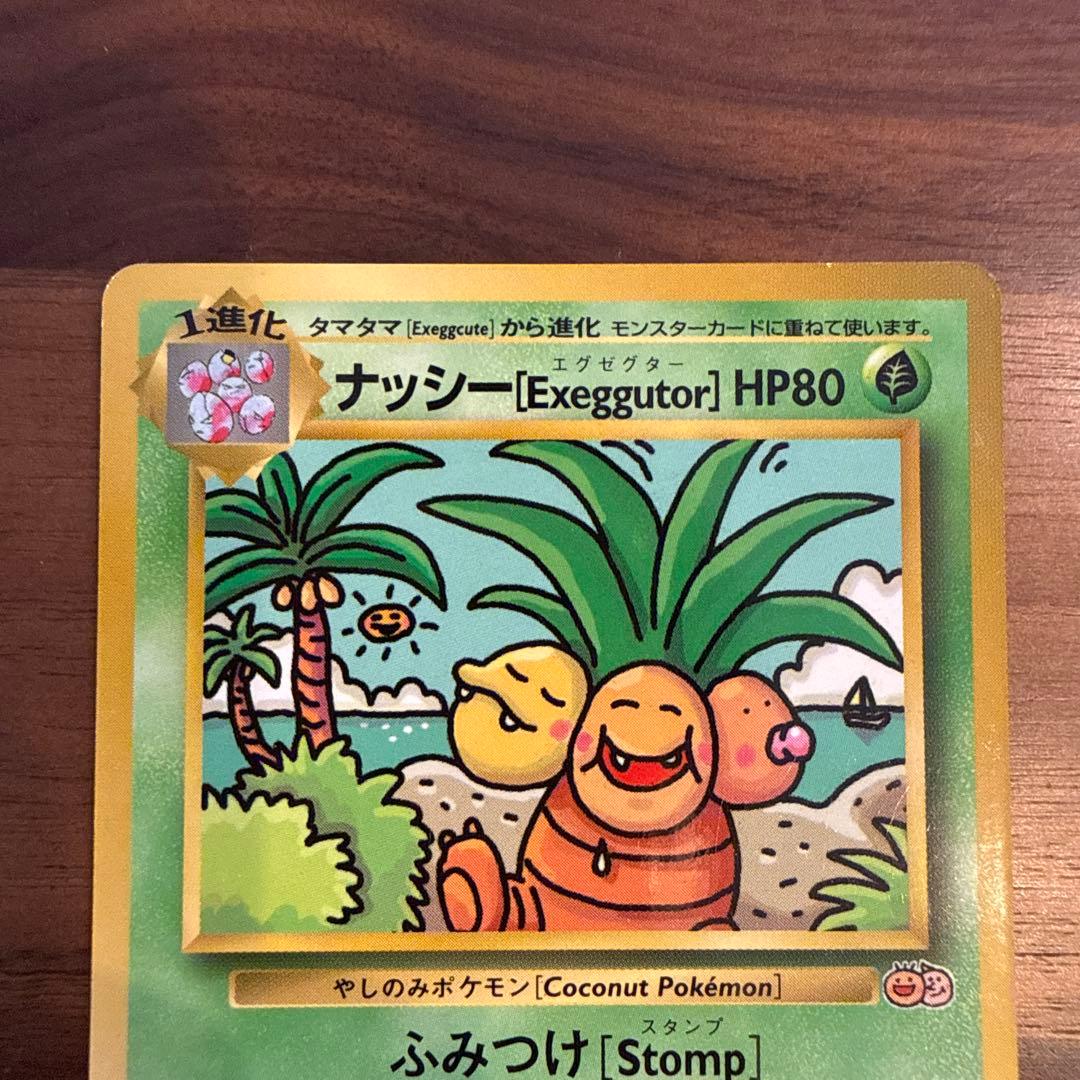 1進化 タマタマ[Exeggcute]から進化 モンスターカードに重ねて使います。
エグゼグター
ナッシー[Exeggutor] HP80
やしのみポケモン[Coconut Pokémon]
スタンプ
ふみつけ[Stomp]